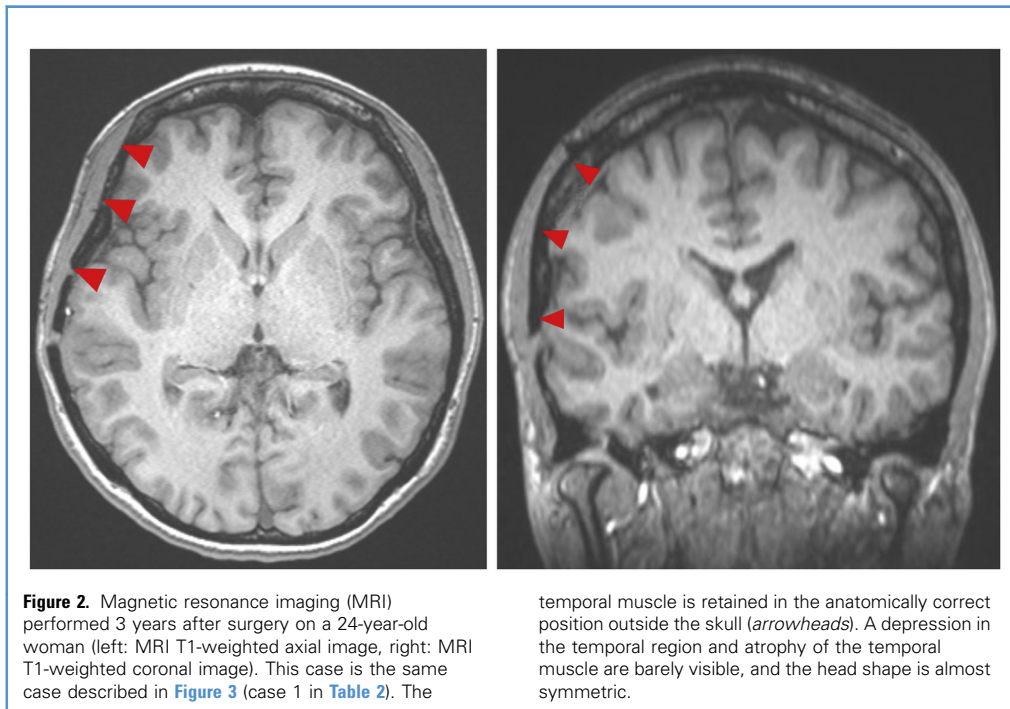 Figure 2. Magnetic resonance imaging (MRI)
performed 3 years after surgery on a 24-year-old
woman (left: MRI T1-weighted axial image, right: MRI
T1-weighted coronal image). This case is the same
case described in Figure 3 (case 1 in Table 2). The
temporal muscle is retained in the anatomically correct
position outside the skull (arrowheads). A depression in
the temporal region and atrophy of the temporal
muscle are barely visible, and the head shape is almost
symmetric.